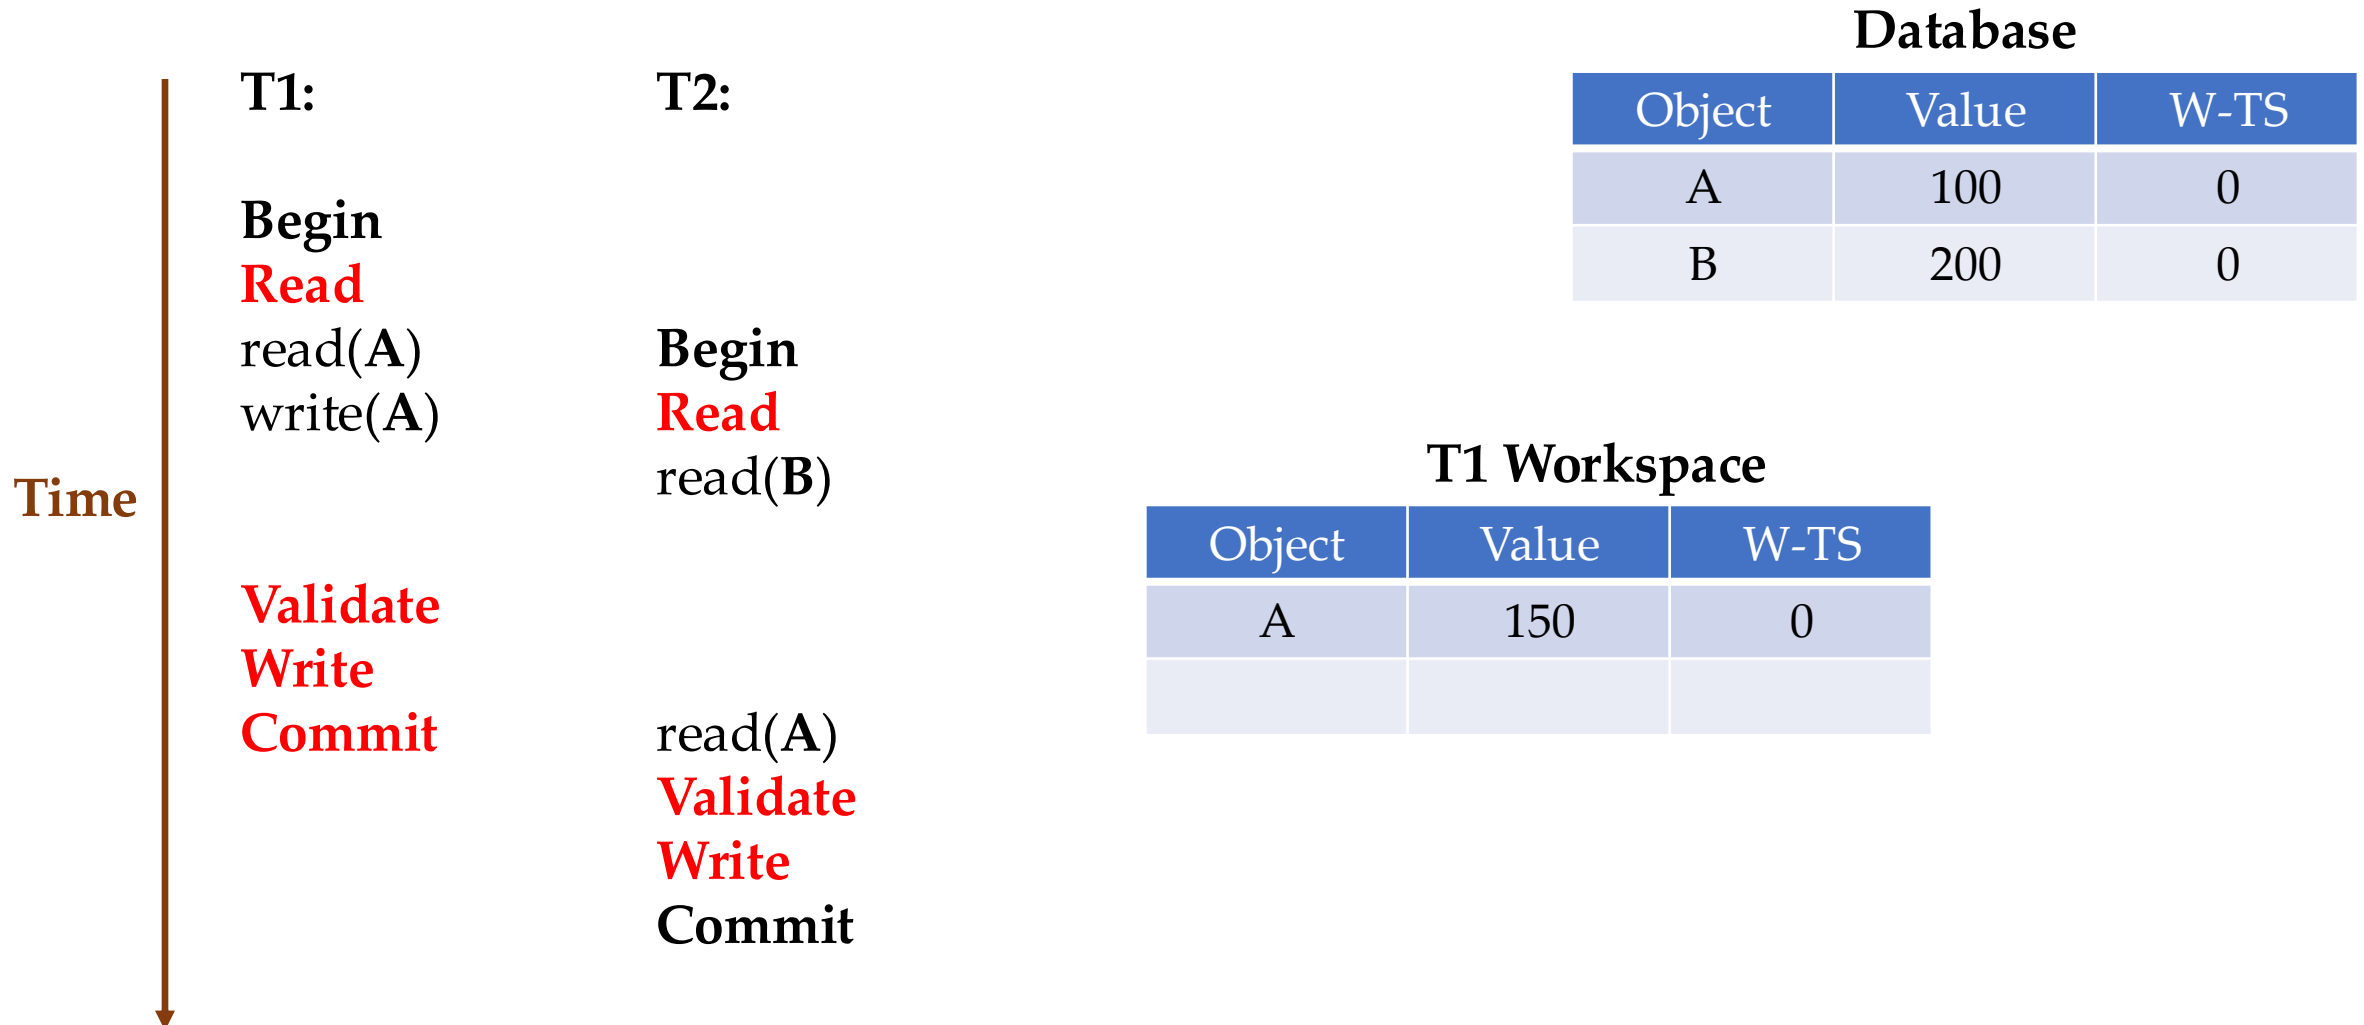 Database
T1: T2:
Object Value W-TS
A 100 0
B 200 0
Begin
Read
read(A) Begin
write(A) Read
read(B)
Time
T1 Workspace
Object Value W-TS
A 150 0
Validate
Write
Commit read(A)
Validate
Write
Commit